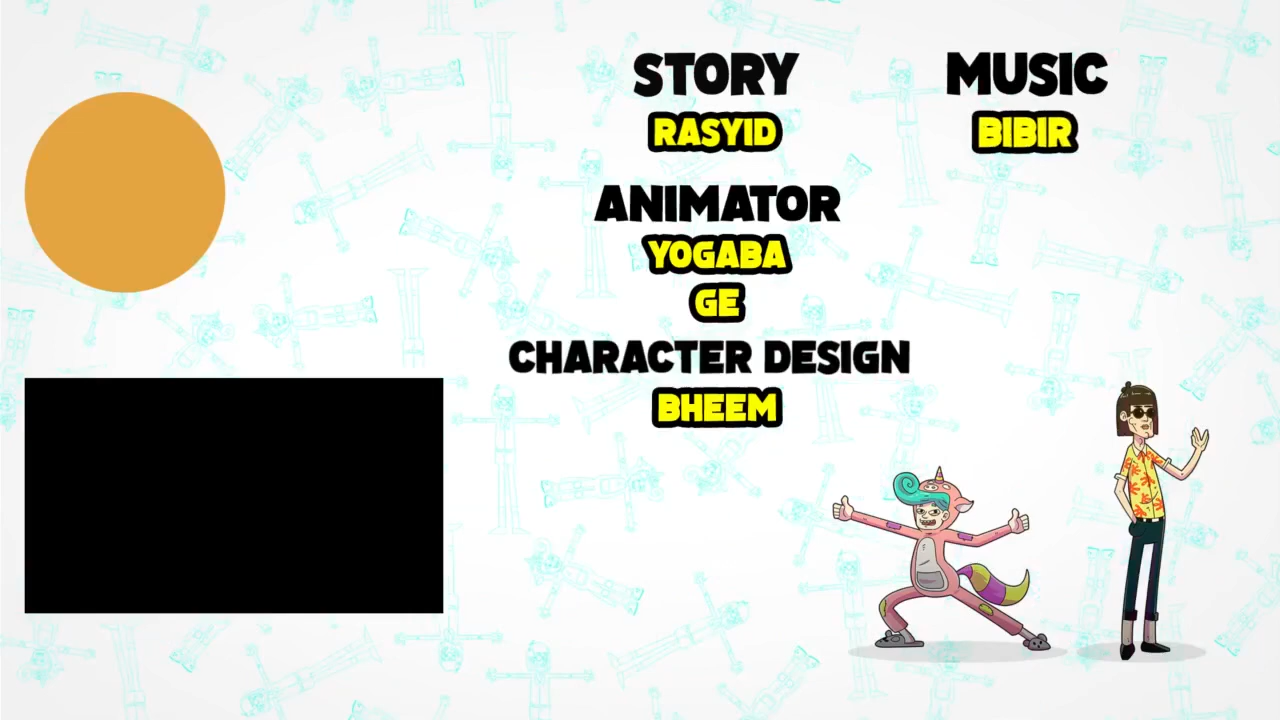 STORY
RASYID
ANIMATOR
YOGABA
GE
CHARACTER DESIGN
BHEEM
MUSIC
BIBIR